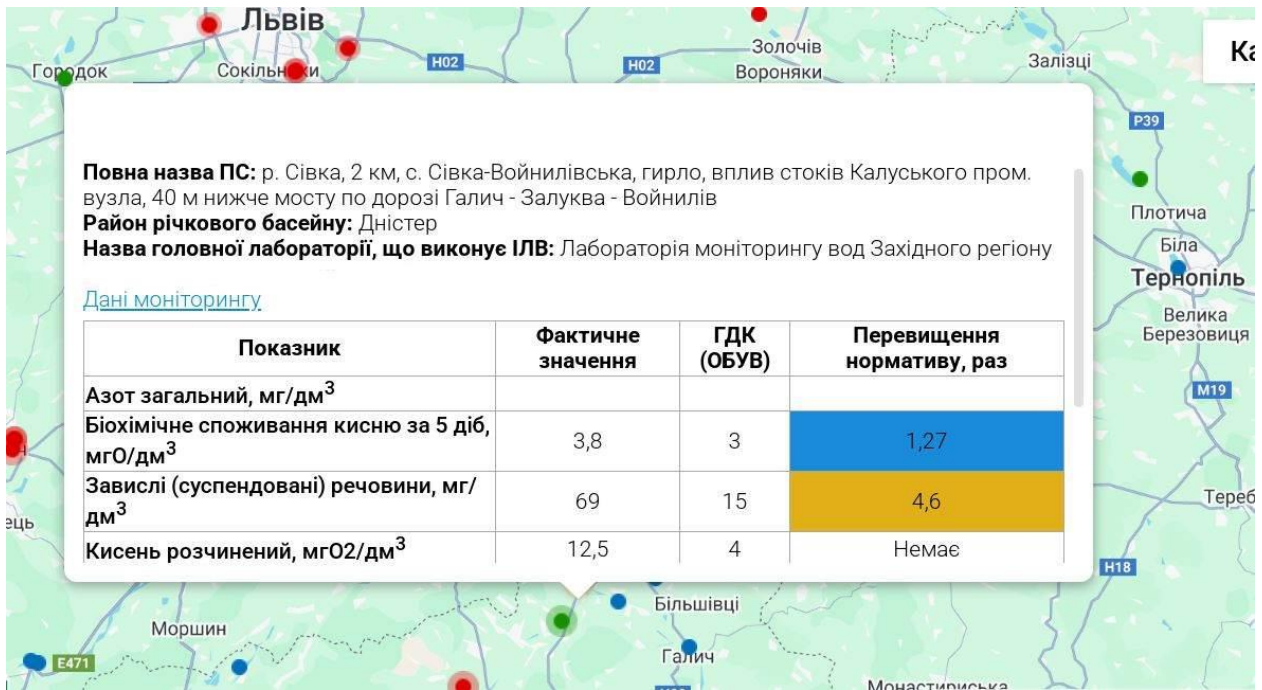 Львів
Золочів
Городок
Сокільники
H02
H02
Вороняки
Залізці
Ка
P39
Повна назва ПС: р. Сівка, 2 км, с. Сівка-Войнилівська, гирло, вплив стоків Калуського пром.
вузла, 40 м нижче мосту по дорозі Галич - Залуква - Войнилів
Район річкового басейну: Дністер
Назва головної лабораторії, що виконує ІЛВ: Лабораторія моніторингу вод Західного регіону
Дані моніторингу
Показник Фактичне значення ГДК (ОБУВ) Перевищення нормативу, раз
Азот загальний, мг/дм3
Біохімічне споживання кисню за 5 діб,
мгО/дм3 3,8 3 1,27
Завислі (суспендовані) речовини, мг/
дм3 69 15 4,6
Кисень розчинений, мгО2/дм3 12,5 4 Немає
Плотича
Біла
Тернопіль
Велика
Березовиця
M19
Тереб
ець
H18
Більшівці
Моршин
Галич
E471
Монастириська